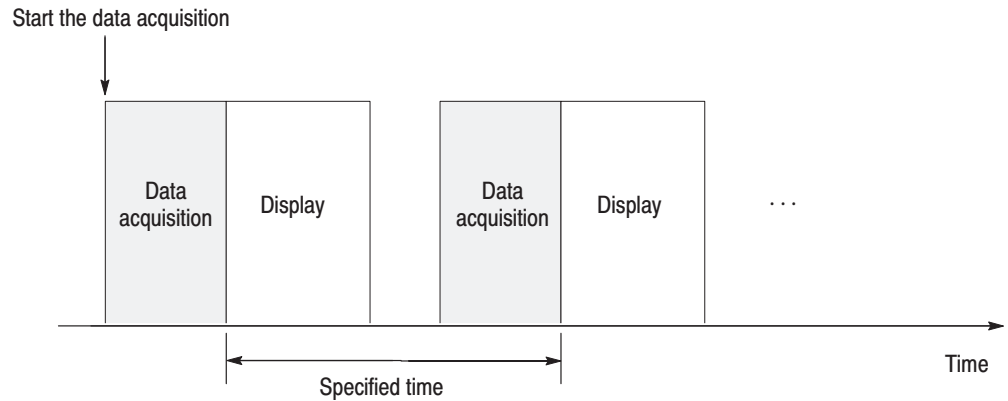 Start the data acquisition
Data
acquisition
Display
Data
acquisition
Display
...
Time
Specified time